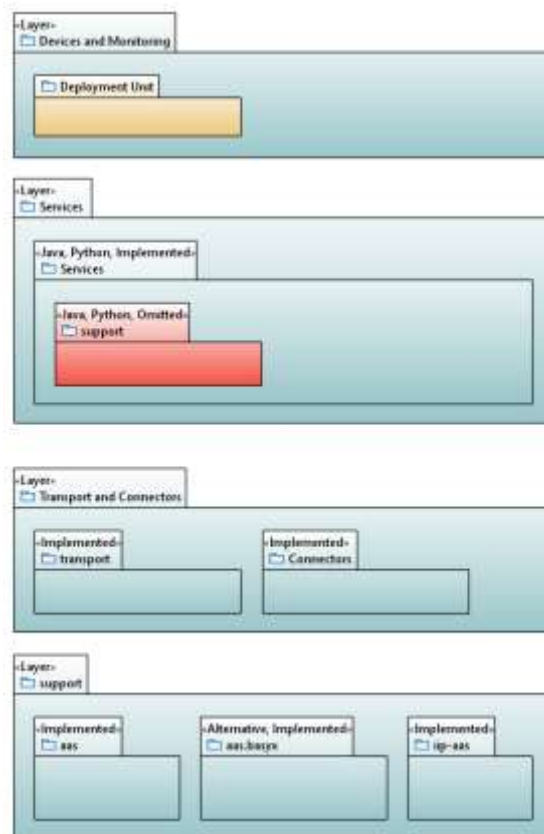 «Layer»
Devices and Monitoring
Deployment Unit
«Layer»
Services
«Java, Python, Implemented»
Services
«Java, Python, Omitted»
support
«Layer»
Transport and Connectors
«Implemented»
transport
«Implemented»
Connectors
«Layer»
support
«Implemented»
aas
«Alternative, Implemented»
aas.basyx
«Implemented»
iip-aas